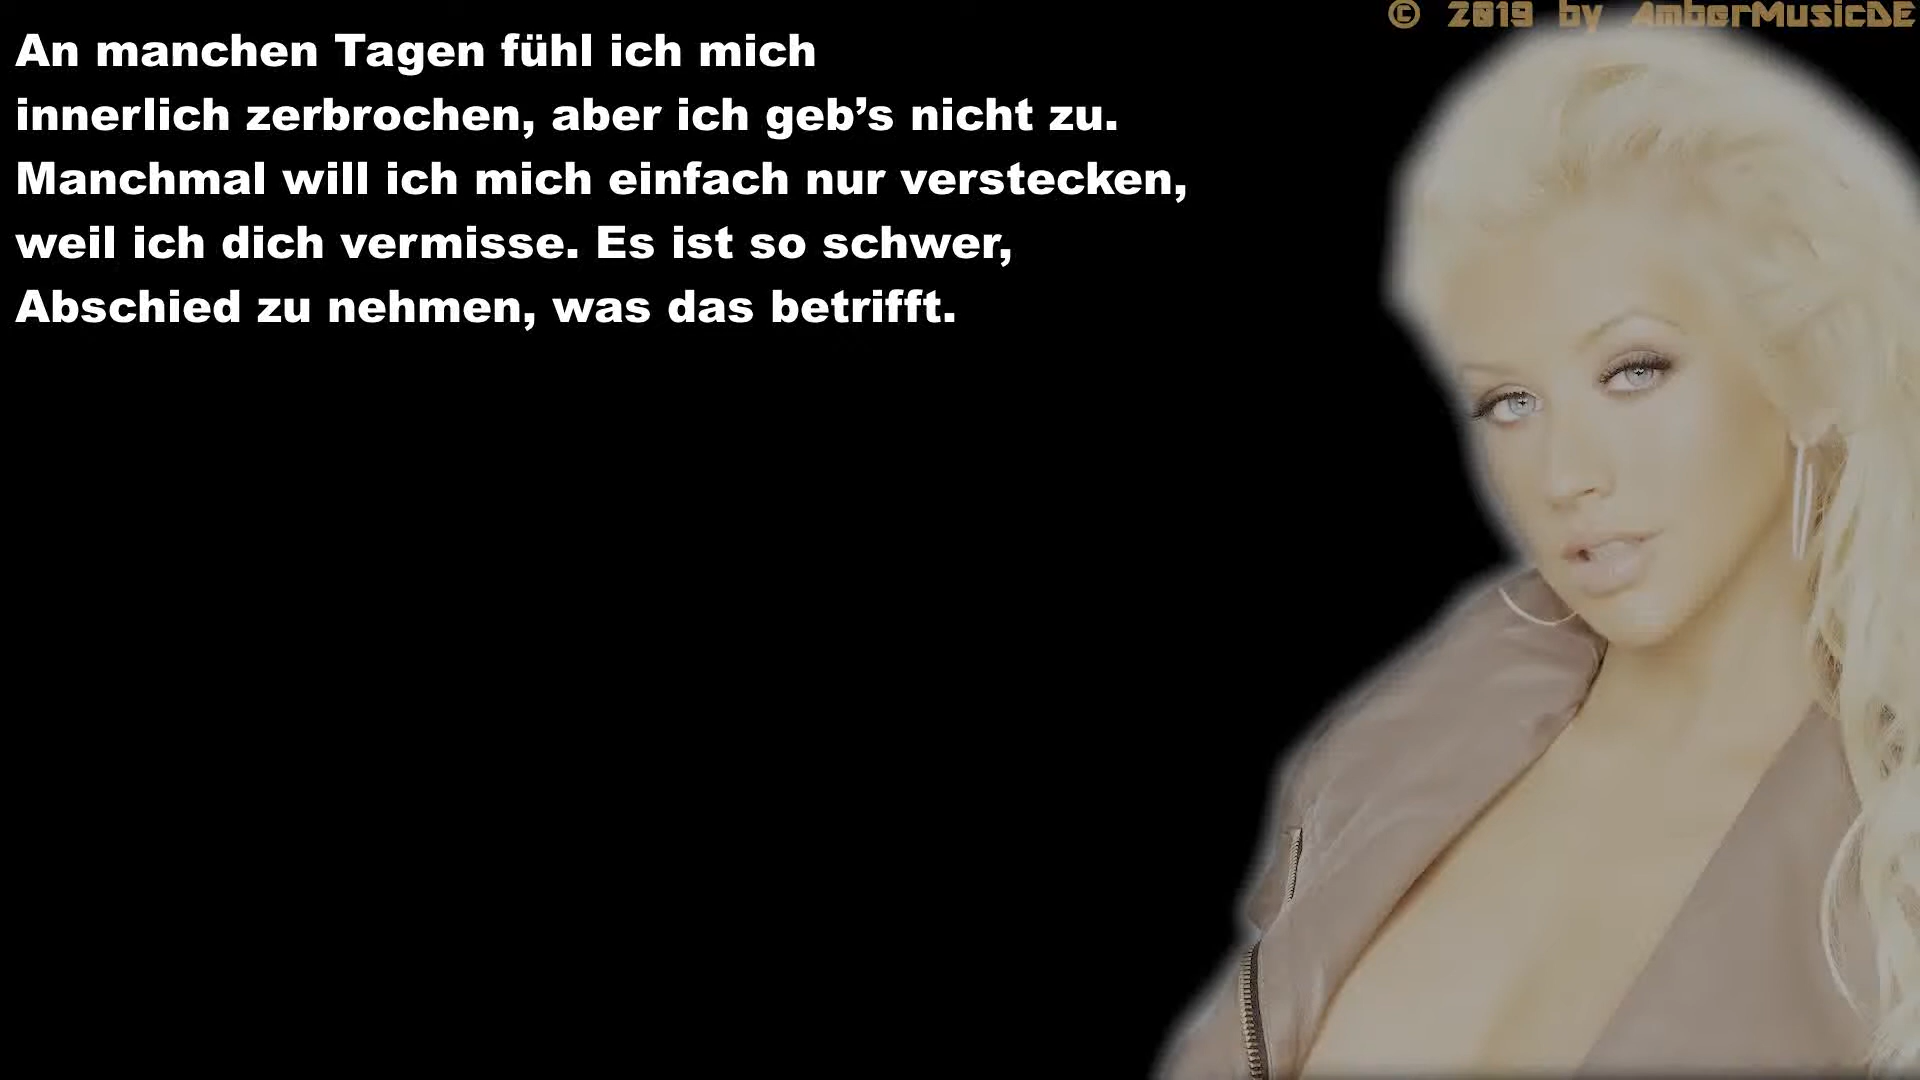 © 2019 by AmberMusicDE
An manchen Tagen fühl ich mich
innerlich zerbrochen, aber ich geb’s nicht zu.
Manchmal will ich mich einfach nur verstecken,
weil ich dich vermisse. Es ist so schwer,
Abschied zu nehmen, was das betrifft.